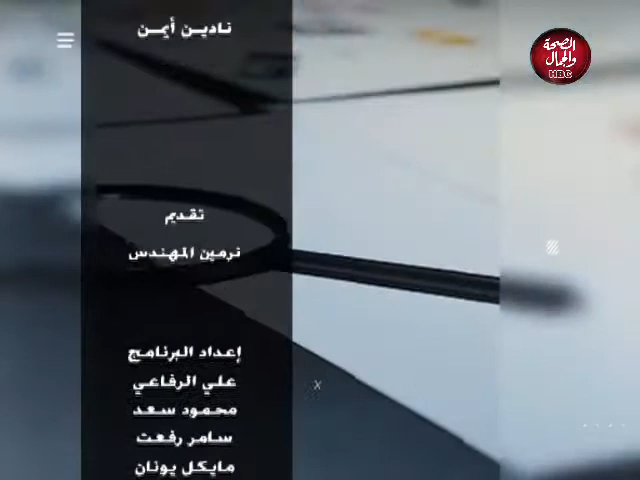 نادين أيمن
الصحة
والجمال
HBC
تقديم
نرمين المهندس
إعداد البرنامج
علي الرفاعي
محمود سعد
سامر رفعت
مايكل يونان